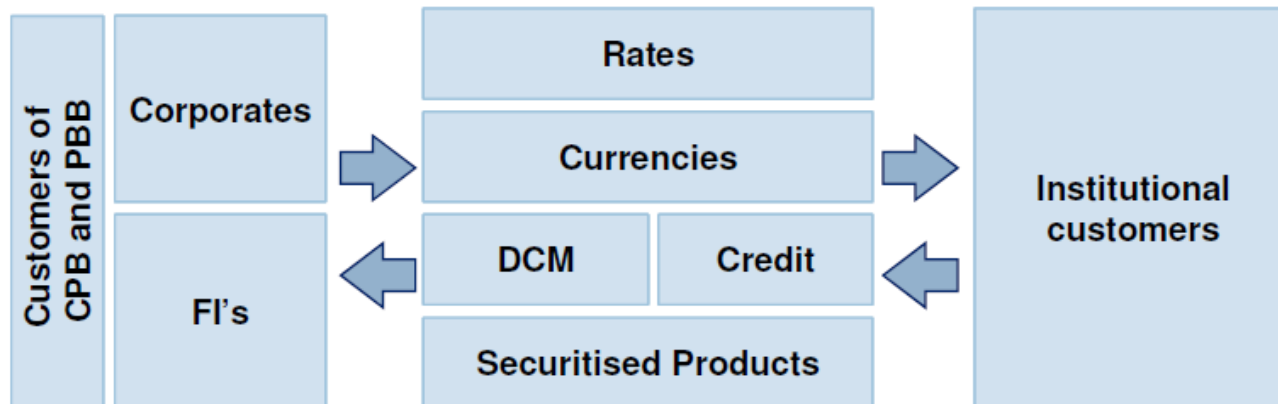 Customers of
CPB and PBB
Corporates
FI's
Rates
Currencies
DCM
Credit
Securitised Products
Institutional
customers